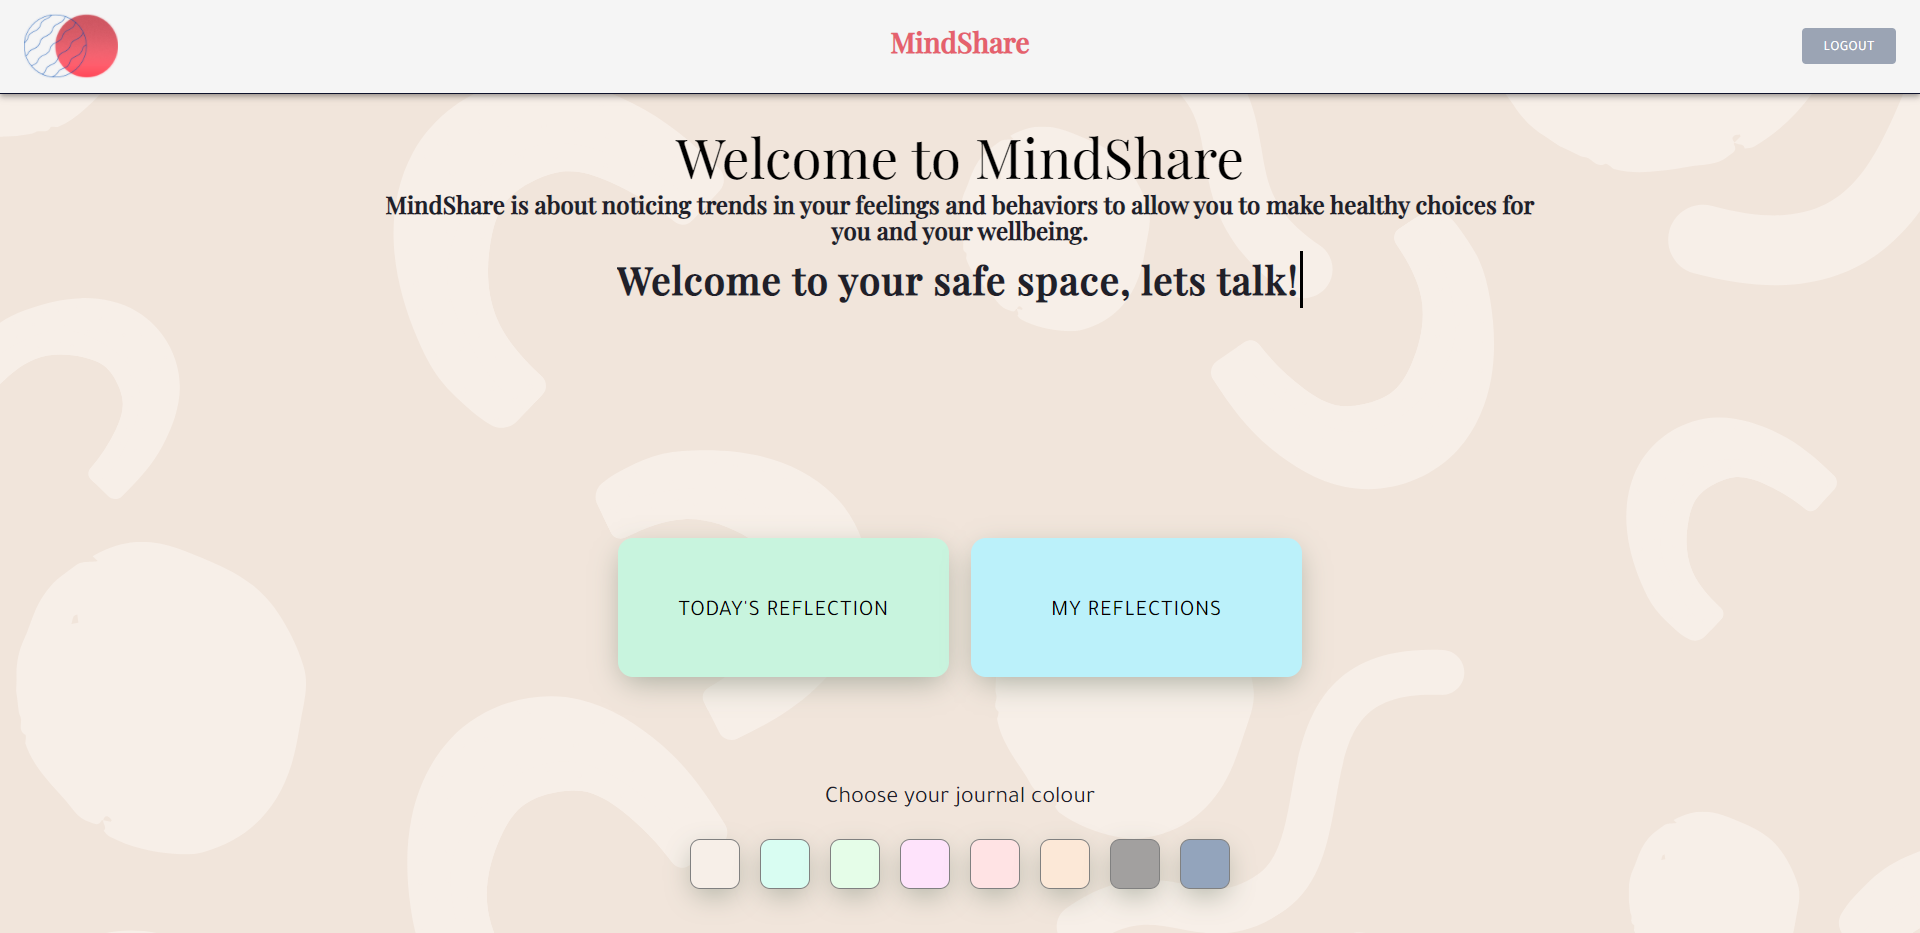 MindShare
LOGOUT
Welcome to MindShare
MindShare is about noticing trends in your feelings and behaviors to allow you to make healthy choices for
you and your wellbeing.
Welcome to your safe space, lets talk!
TODAY'S REFLECTION
MY REFLECTIONS
Choose your journal colour